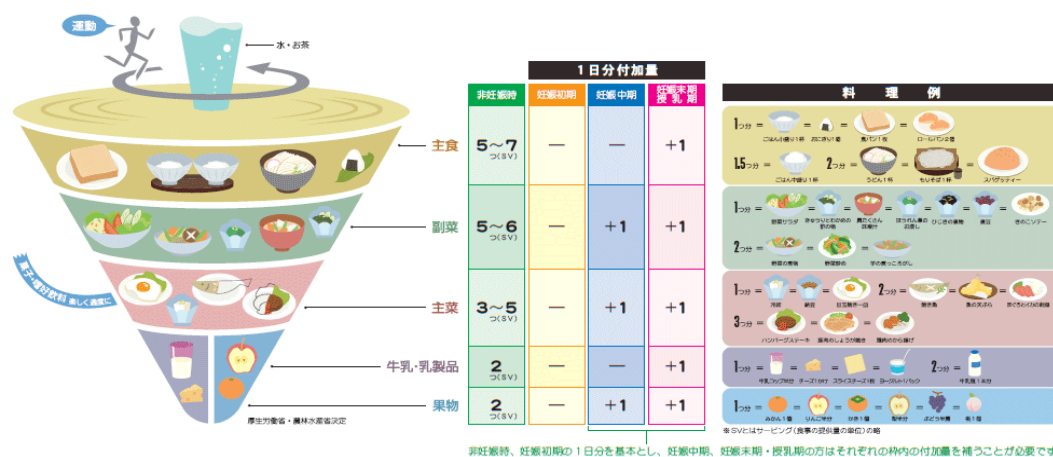 運動
水・お茶
菓子・嗜好飲料 楽しく適度に
主食
副菜
主菜
牛乳・乳製品
果物
厚生労働省・農林水産省決定
1日分付加量
非妊娠時 妊娠初期 妊娠中期 妊娠末期 授乳期
5～7 つ(SV) － － +1
5～6 つ(SV) － +1 +1
3～5 つ(SV) － +1 +1
2 つ(SV) － － +1
2 つ(SV) － +1 +1
料理例
1つ分 = = = =
ごはん小盛り1杯 おにぎり1個 食パン1枚 ロールパン2個
1.5つ分 = 2つ分 = = =
ごはん中盛り1杯 うどん1杯 もりそば1杯 スパゲッティー
1つ分 = = = = = = =
野菜サラダ きゅうりとわかめの酢の物 具たくさん味噌汁 ほうれん草のお浸し ひじきの煮物 煮豆 きのこソテー
2つ分 = = =
野菜の煮物 野菜炒め 芋の煮っころがし
1つ分 = = = 2つ分 = = =
冷奴 納豆 目玉焼き一皿 焼き魚 魚の天ぷら まぐろとイカの刺身
3つ分 = = =
ハンバーグステーキ 豚肉のしょうが焼き 鶏肉のから揚げ
1つ分 = = = = 2つ分 =
牛乳コップ半分 チーズ1かけ スライスチーズ1枚 ヨーグルト1パック 牛乳瓶1本分
1つ分 = = = = = =
みかん1個 りんご半分 かき1個 梨半分 ぶどう半房 桃1個
※SVとはサービング(食事の提供量の単位)の略
非妊娠時、妊娠初期の1日分を基本とし、妊娠中期、妊娠末期・授乳期の方はそれぞれの枠内の付加量を補うことが必要です